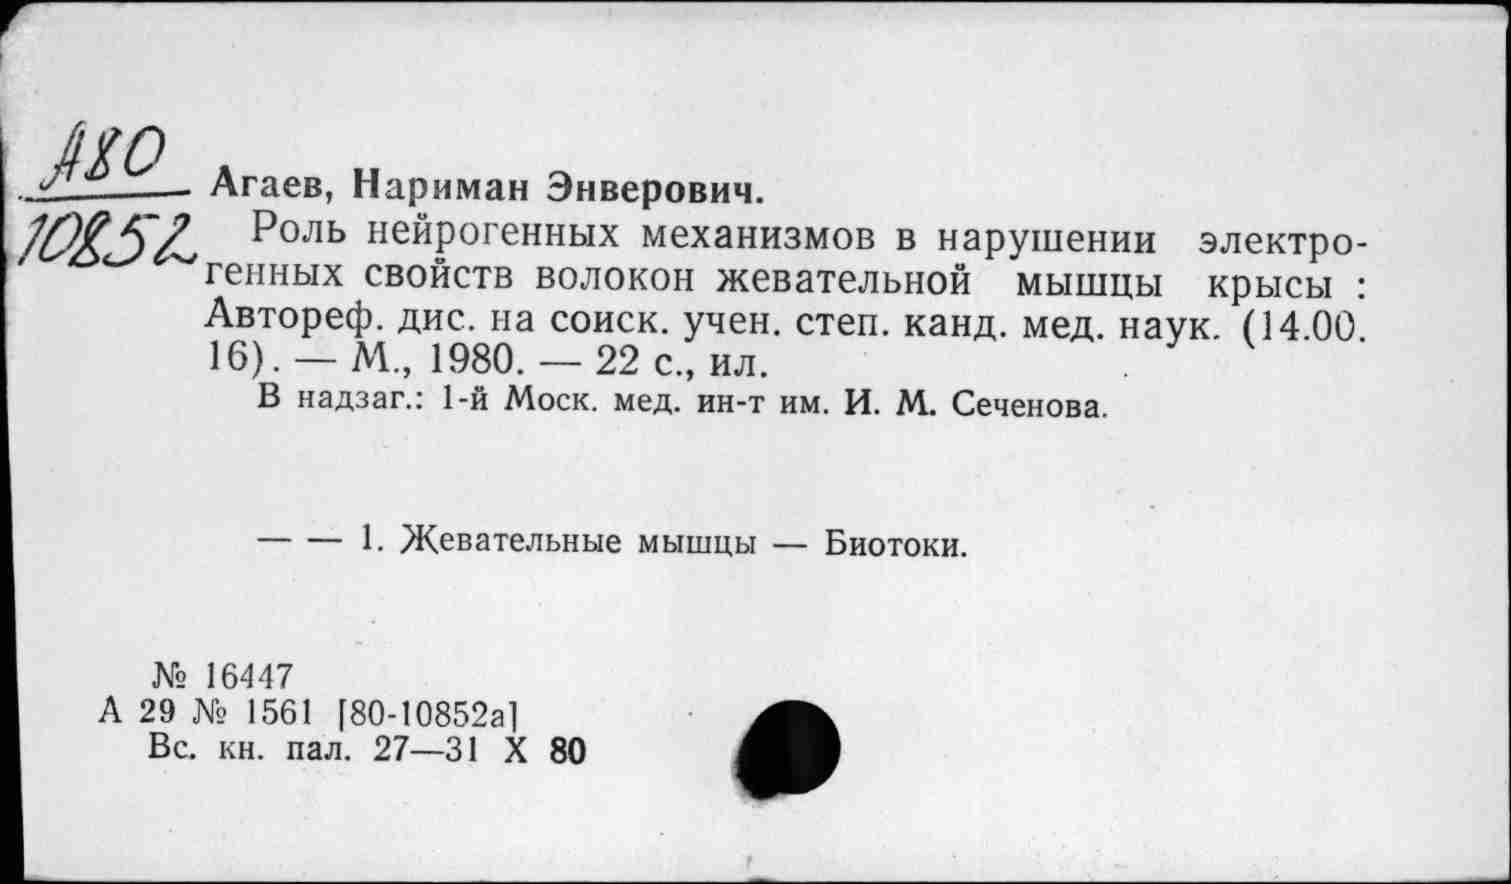 А80
10852
Агаев, Нариман Энверович.
Роль нейрогенных механизмов в нарушении электро-
генных свойств волокон жевательной мышцы крысы :
Автореф. дис. на соиск. учен. степ. канд. мед. наук. (14.00.
16). — М., 1980. — 22 с., ил.
В надзаг.: 1-й Моск. мед. ин-т им. И. М. Сеченова.
— — 1. Жевательные мышцы — Биотоки.
№ 16447
А 29 № 1561 [80-10852а]
Вс. кн. пал. 27—31 X 80